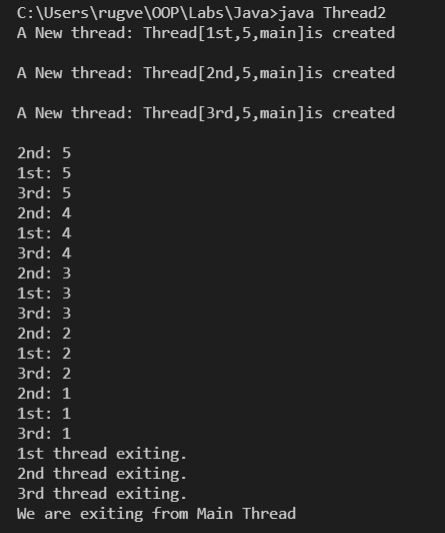 C:\Users\rugve\OOP\Labs\Java>java Thread2
A New thread: Thread[1st,5,main]is created
A New thread: Thread[2nd,5,main]is created
A New thread: Thread[3rd,5,main]is created
2nd: 5
1st: 5
3rd: 5
2nd: 4
1st: 4
3rd: 4
2nd: 3
1st: 3
3rd: 3
2nd: 2
1st: 2
3rd: 2
2nd: 1
1st: 1
3rd: 1
1st thread exiting.
2nd thread exiting.
3rd thread exiting.
We are exiting from Main Thread